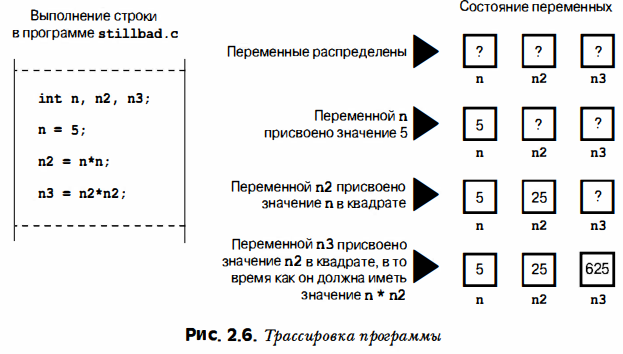 Выполнение строки
в программе stillbad.c
int n, n2, n3;
n = 5;
n2 = n*n;
n3 = n2*n2;
Состояние переменных
Переменные распределены
? ? ?
n n2 n3
Переменной n
присвоено значение 5
5 ? ?
n n2 n3
Переменной n2 присвоено
значение n в квадрате
5 25 ?
n n2 n3
Переменной n3 присвоено
значение n2 в квадрате, в то
время как он должна иметь
значение n * n2
5 25 625
n n2 n3
Рис. 2.6. Трассировка программы